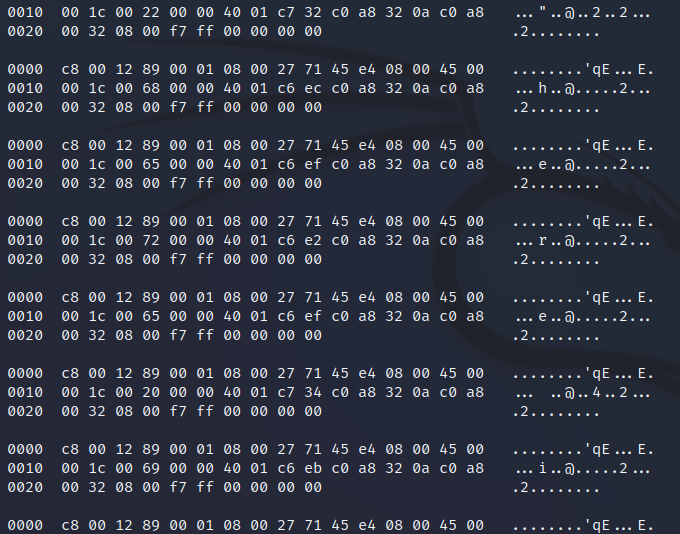 0010  00 1c 00 22 00 00 40 01 c7 32 c0 a8 32 0a c0 a8   ..."..@..2..2...
0020  00 32 08 00 f7 ff 00 00 00 00                     .2........
0000  c8 00 12 89 00 01 08 00 27 71 45 e4 08 00 45 00   ........'qE...E.
0010  00 1c 00 68 00 00 40 01 c6 ec c0 a8 32 0a c0 a8   ...h..@.....2...
0020  00 32 08 00 f7 ff 00 00 00 00                     .2........
0000  c8 00 12 89 00 01 08 00 27 71 45 e4 08 00 45 00   ........'qE...E.
0010  00 1c 00 65 00 00 40 01 c6 ef c0 a8 32 0a c0 a8   ...e..@.....2...
0020  00 32 08 00 f7 ff 00 00 00 00                     .2........
0000  c8 00 12 89 00 01 08 00 27 71 45 e4 08 00 45 00   ........'qE...E.
0010  00 1c 00 72 00 00 40 01 c6 e2 c0 a8 32 0a c0 a8   ...r..@.....2...
0020  00 32 08 00 f7 ff 00 00 00 00                     .2........
0000  c8 00 12 89 00 01 08 00 27 71 45 e4 08 00 45 00   ........'qE...E.
0010  00 1c 00 65 00 00 40 01 c6 ef c0 a8 32 0a c0 a8   ...e..@.....2...
0020  00 32 08 00 f7 ff 00 00 00 00                     .2........
0000  c8 00 12 89 00 01 08 00 27 71 45 e4 08 00 45 00   ........'qE...E.
0010  00 1c 00 20 00 00 40 01 c7 34 c0 a8 32 0a c0 a8   ... ..@..4..2...
0020  00 32 08 00 f7 ff 00 00 00 00                     .2........
0000  c8 00 12 89 00 01 08 00 27 71 45 e4 08 00 45 00   ........'qE...E.
0010  00 1c 00 69 00 00 40 01 c6 eb c0 a8 32 0a c0 a8   ...i..@.....2...
0020  00 32 08 00 f7 ff 00 00 00 00                     .2........
0000  c8 00 12 89 00 01 08 00 27 71 45 e4 08 00 45 00   ........'qE...E.